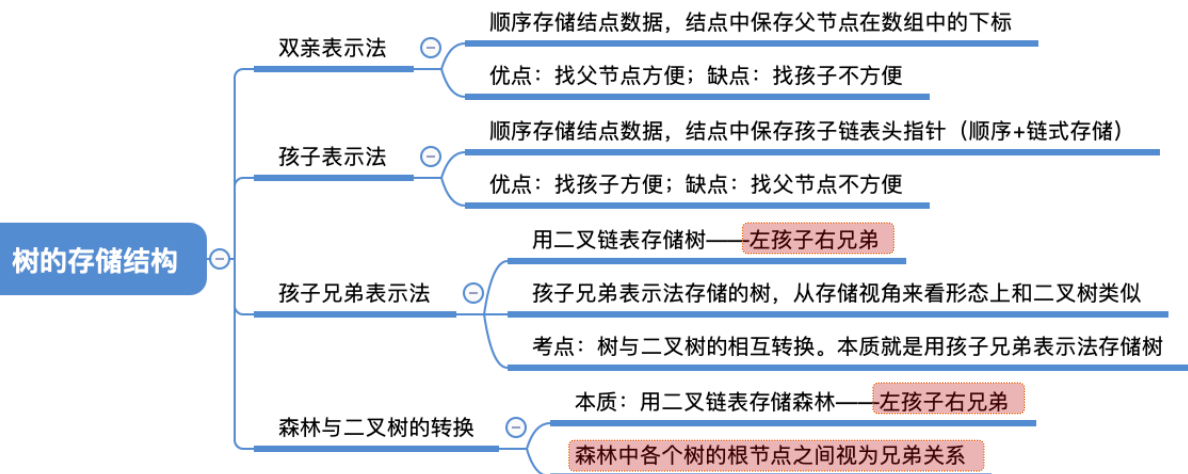 树的存储结构
双亲表示法
顺序存储结点数据，结点中保存父节点在数组中的下标
优点：找父节点方便；缺点：找孩子不方便
孩子表示法
顺序存储结点数据，结点中保存孩子链表头指针（顺序+链式存储）
优点：找孩子方便；缺点：找父节点不方便
孩子兄弟表示法
用二叉链表存储树——左孩子右兄弟
孩子兄弟表示法存储的树，从存储视角来看形态上和二叉树类似
考点：树与二叉树的相互转换。本质就是用孩子兄弟表示法存储树
森林与二叉树的转换
本质：用二叉链表存储森林——左孩子右兄弟
森林中各个树的根节点之间视为兄弟关系